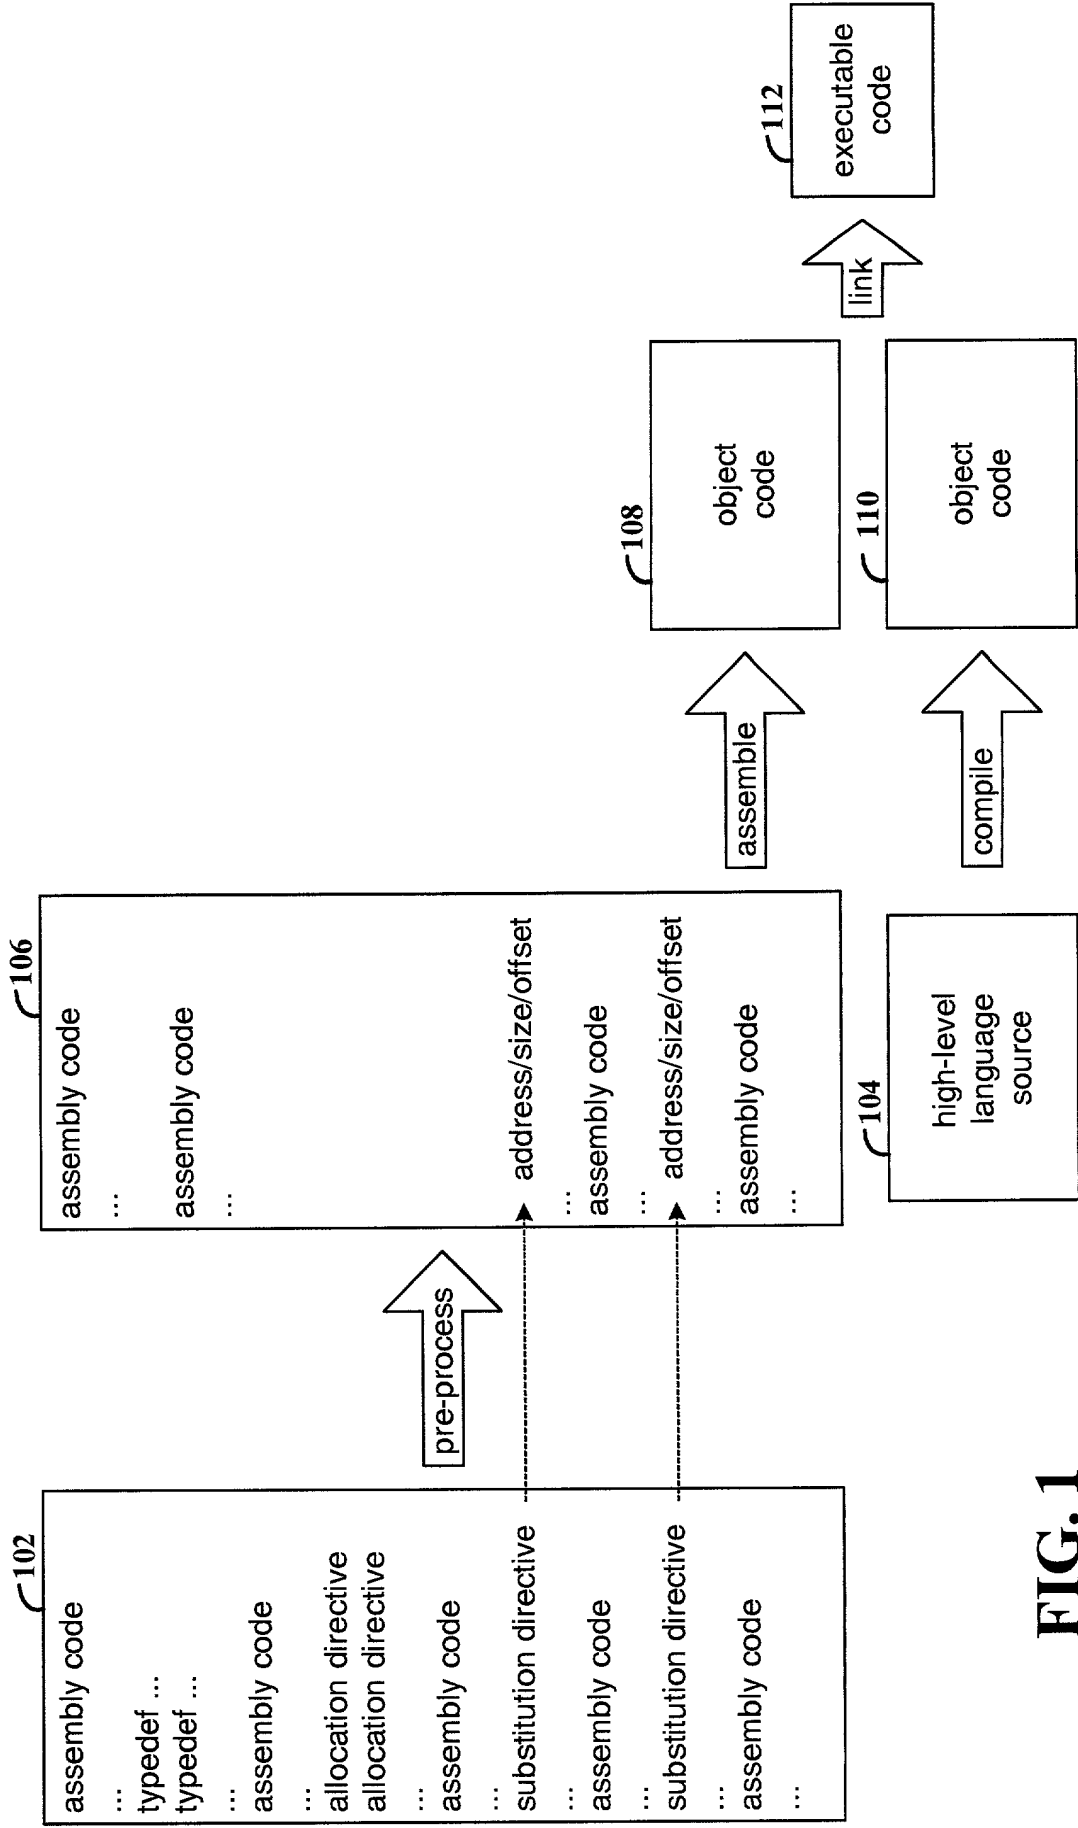 102
assembly code
...
typedef ...
typedef ...
...
assembly code
...
allocation directive
allocation directive
...
assembly code
...
substitution directive
...
assembly code
...
substitution directive
...
assembly code
...
pre-process
106
assembly code
...
assembly code
...
address/size/offset
...
assembly code
...
address/size/offset
...
assembly code
...
104
high-level
language
source
assemble
compile
108
object
code
110
object
code
link
112
executable
code
FIG. 1